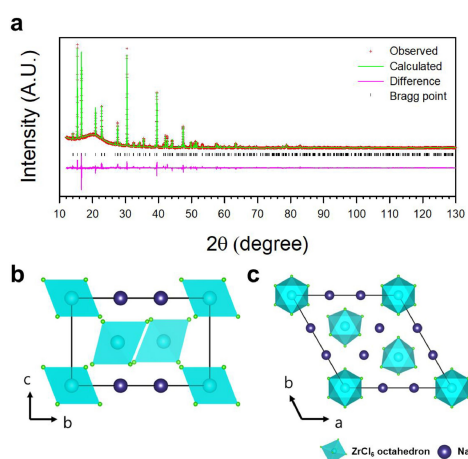 a
Intensity (A.U.)
Observed
Calculated
Difference
Bragg point
10 20 30 40 50 60 70 80 90 100 110 120 130
2θ (degree)
b
c
c
b
b
a
ZrCl₆ octahedron
Na